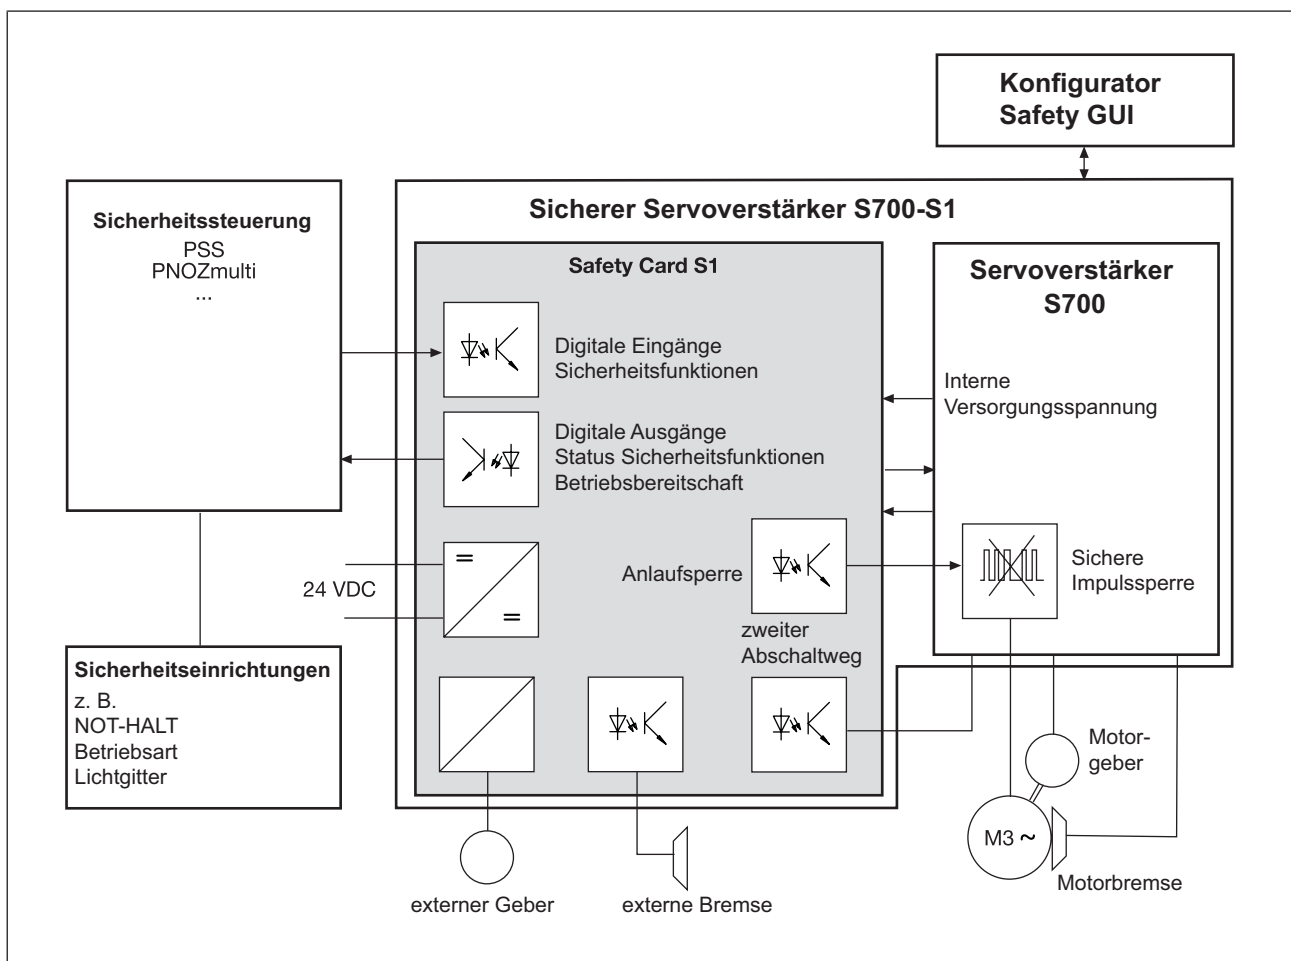 Konfigurator
Safety GUI
Sicherheitssteuerung
PSS
PNOZmulti
...
Sicherer Servoverstärker S700-S1
Safety Card S1
Servoverstärker
S700
Digitale Eingänge
Sicherheitsfunktionen
Interne
Versorgungsspannung
Digitale Ausgänge
Status Sicherheitsfunktionen
Betriebsbereitschaft
24 VDC
Anlaufsperre
Sichere
Impulssperre
zweiter
Abschaltweg
Sicherheitseinrichtungen
z. B.
NOT-HALT
Betriebsart
Lichtgitter
Motor-
geber
M3 ~
Motorbremse
externer Geber
externe Bremse